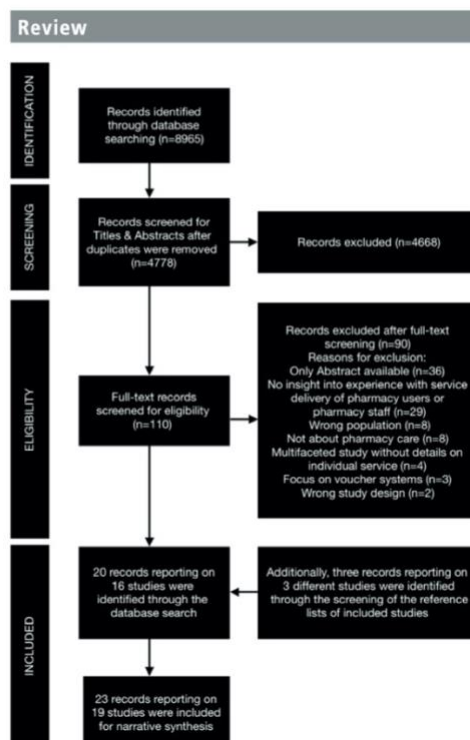 Review
IDENTIFICATION
Records identified
through database
searching (n=8965)
SCREENING
Records screened for
Titles & Abstracts after
duplicates were removed
(n=4778)
Records excluded (n=4668)
ELIGIBILITY
Full-text records
screened for eligibility
(n=110)
Records excluded after full-text
screening (n=90)
Reasons for exclusion:
Only Abstract available (n=36)
No insight into experience with service
delivery of pharmacy users or
pharmacy staff (n=29)
Wrong population (n=8)
Not about pharmacy care (n=8)
Multifaceted study without details on
individual service (n=4)
Focus on voucher systems (n=3)
Wrong study design (n=2)
INCLUDED
20 records reporting on
16 studies were
identified through the
database search
Additionally, three records reporting on
3 different studies were identified
through the screening of the reference
lists of included studies
23 records reporting on
19 studies were included
for narrative synthesis